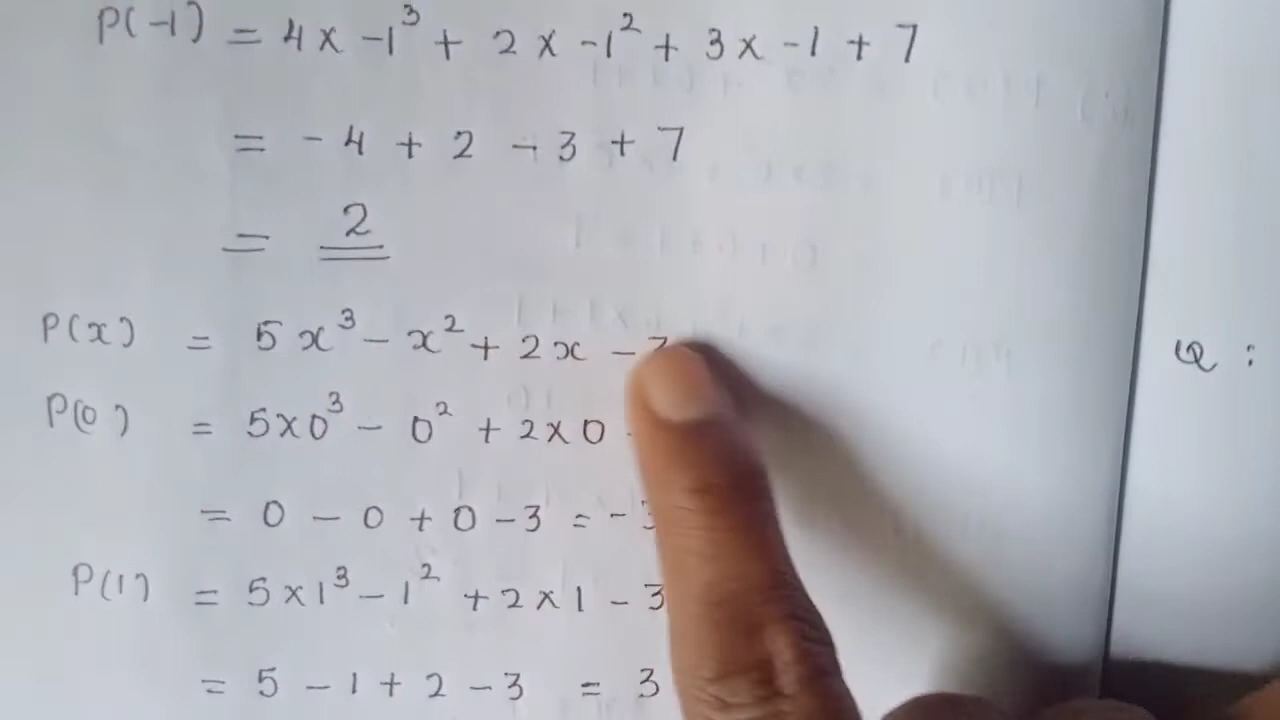 P(-1) = 4 x -1³ + 2 x -1² + 3 x -1 + 7
= -4 + 2 - 3 + 7
= 2
P(x) = 5x³ - x² + 2x -
P(0) = 5x0³ - 0² + 2x0
= 0 - 0 + 0 - 3 = -3
P(1) = 5x1³ - 1² + 2x1 - 3
= 5 - 1 + 2 - 3 = 3
Q :